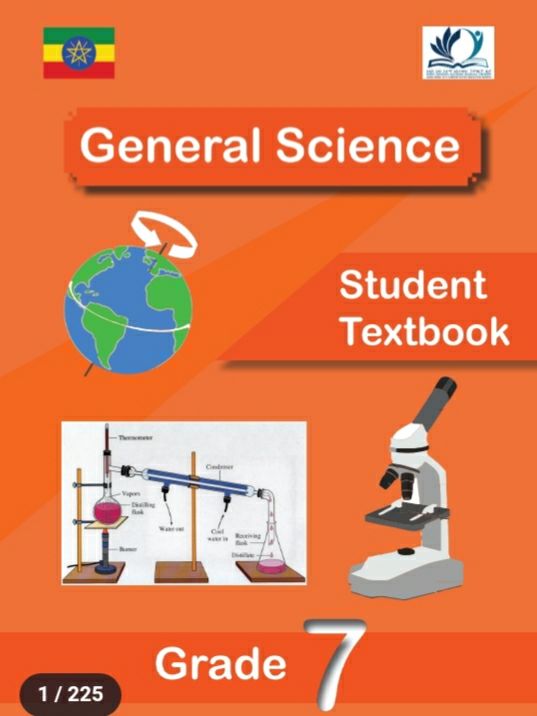 General Science
Student
Textbook
Thermometer
Condenser
Vapors
Distilling
flask
Water out
Cool
water in
Receiving
flask
Burner
Distillate
Grade 7
1 / 225